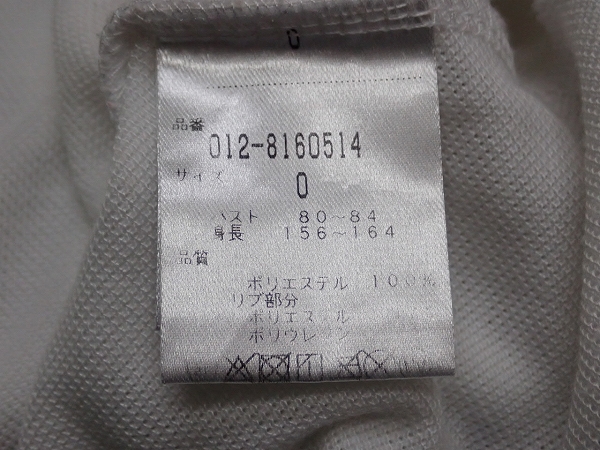 0
品番
012-8160514
サイズ
0
バスト 80～84
身長 156～164
品質
ポリエステル 100%
リブ部分
ポリエステル
ポリウレタン